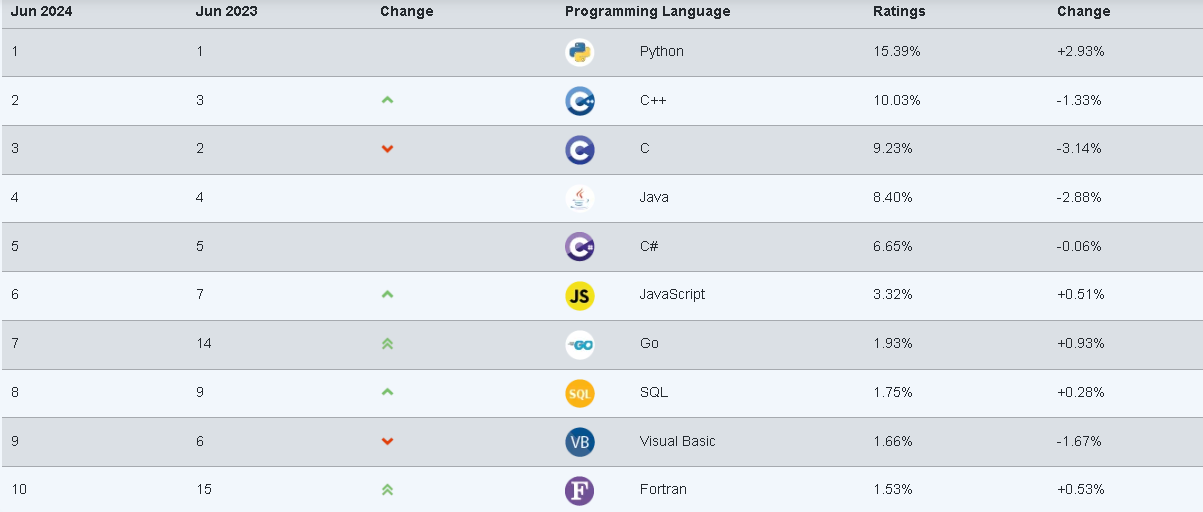 Jun 2024 Jun 2023 Change Programming Language Ratings Change
1 1 Python 15.39% +2.93%
2 3 C++ C++ 10.03% -1.33%
3 2 C C 9.23% -3.14%
4 4 Java 8.40% -2.88%
5 5 C C# 6.65% -0.06%
6 7 JS JavaScript 3.32% +0.51%
7 14 GO Go 1.93% +0.93%
8 9 SQL SQL 1.75% +0.28%
9 6 VB Visual Basic 1.66% -1.67%
10 15 F Fortran 1.53% +0.53%